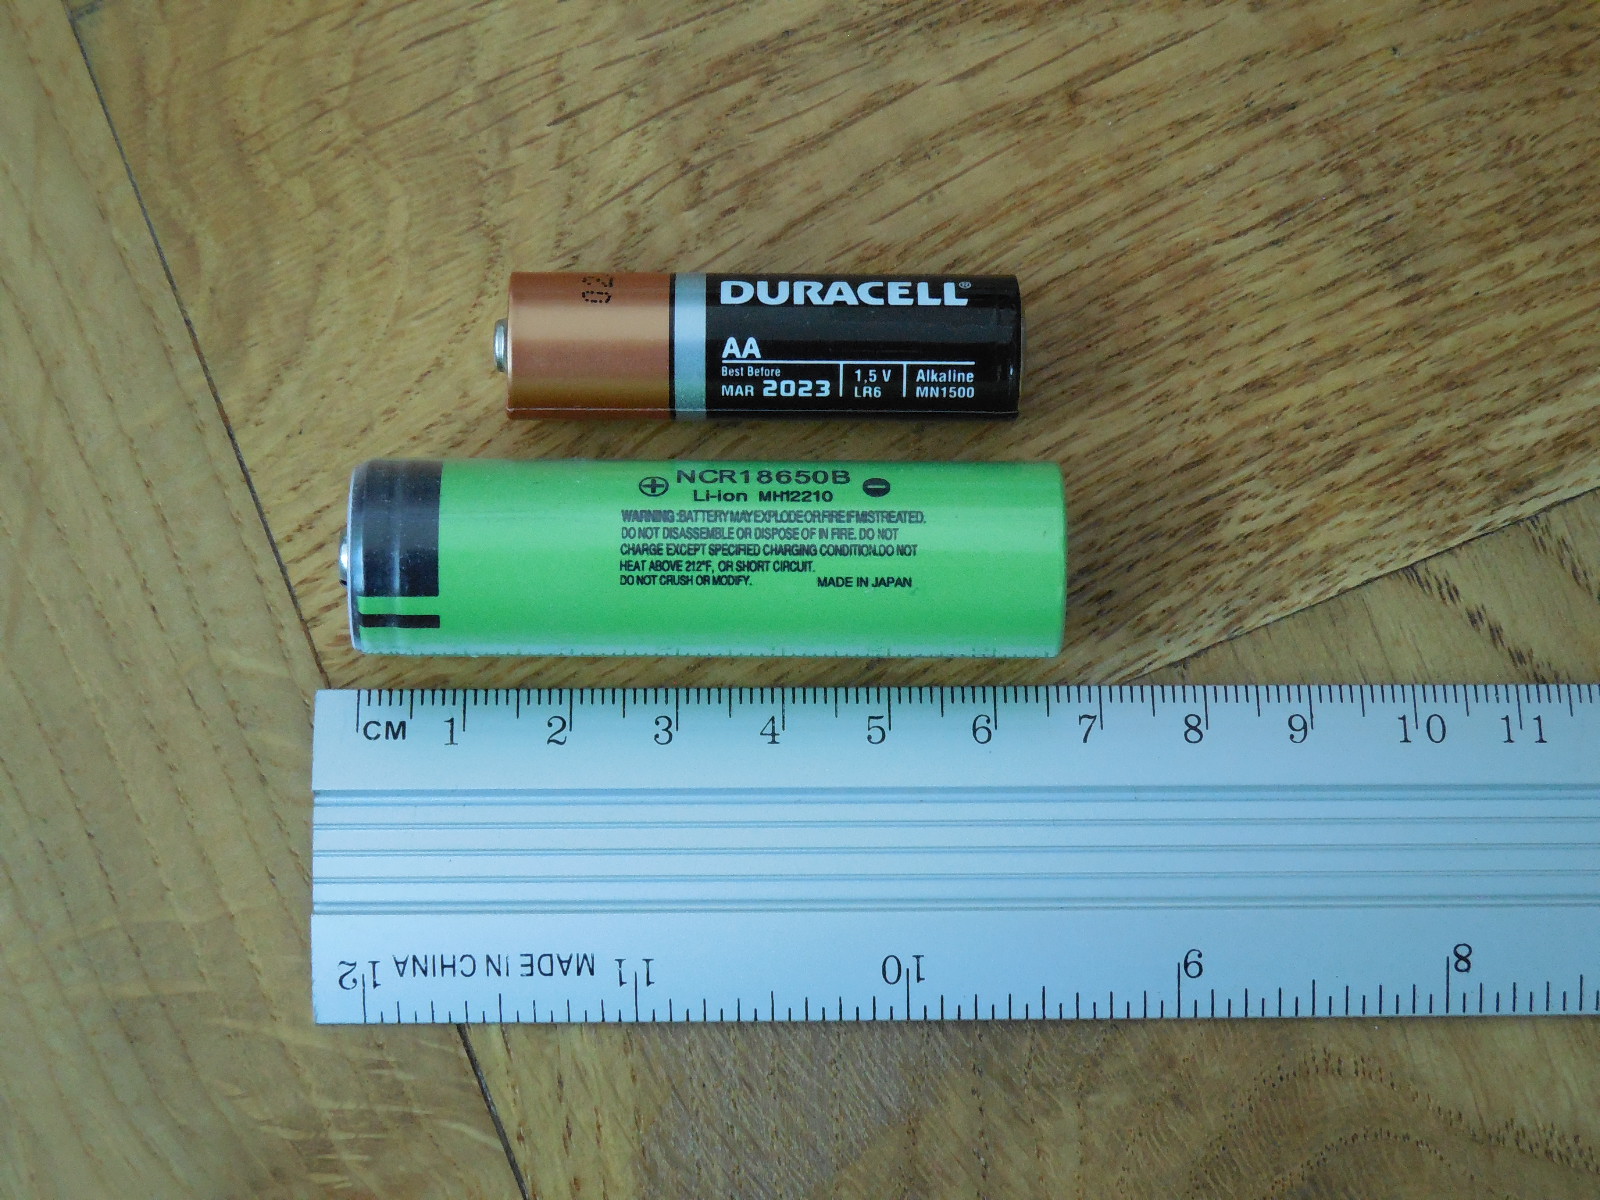 02
DURACELL®
AA
Best Before
MAR 2023
1,5 V
LR6
Alkaline
MN1500
⊕ NCR18650B ⊖
Li-ion MH12210
WARNING:BATTERY MAY EXPLODE OR FIRE IF MISTREATED.
DO NOT DISASSEMBLE OR DISPOSE OF IN FIRE. DO NOT
CHARGE EXCEPT SPECIFIED CHARGING CONDITION.DO NOT
HEAT ABOVE 212°F, OR SHORT CIRCUIT.
DO NOT CRUSH OR MODIFY. MADE IN JAPAN
CM 1 2 3 4 5 6 7 8 9 10 11
12 MADE IN CHINA 11 10 9 8